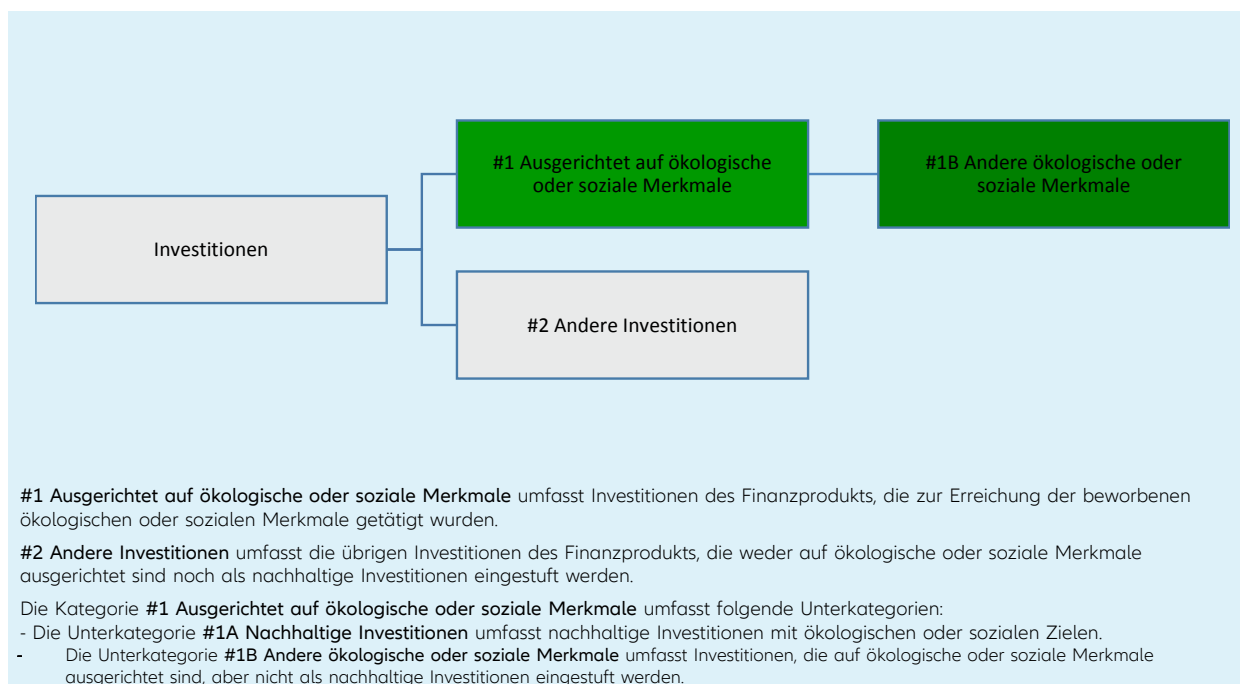 #1 Ausgerichtet auf ökologische
oder soziale Merkmale
#1B Andere ökologische oder
soziale Merkmale
Investitionen
#2 Andere Investitionen
#1 Ausgerichtet auf ökologische oder soziale Merkmale umfasst Investitionen des Finanzprodukts, die zur Erreichung der beworbenen
ökologischen oder sozialen Merkmale getätigt wurden.
#2 Andere Investitionen umfasst die übrigen Investitionen des Finanzprodukts, die weder auf ökologische oder soziale Merkmale
ausgerichtet sind noch als nachhaltige Investitionen eingestuft werden.
Die Kategorie #1 Ausgerichtet auf ökologische oder soziale Merkmale umfasst folgende Unterkategorien:
- Die Unterkategorie #1A Nachhaltige Investitionen umfasst nachhaltige Investitionen mit ökologischen oder sozialen Zielen.
- Die Unterkategorie #1B Andere ökologische oder soziale Merkmale umfasst Investitionen, die auf ökologische oder soziale Merkmale
ausgerichtet sind, aber nicht als nachhaltige Investitionen eingestuft werden.